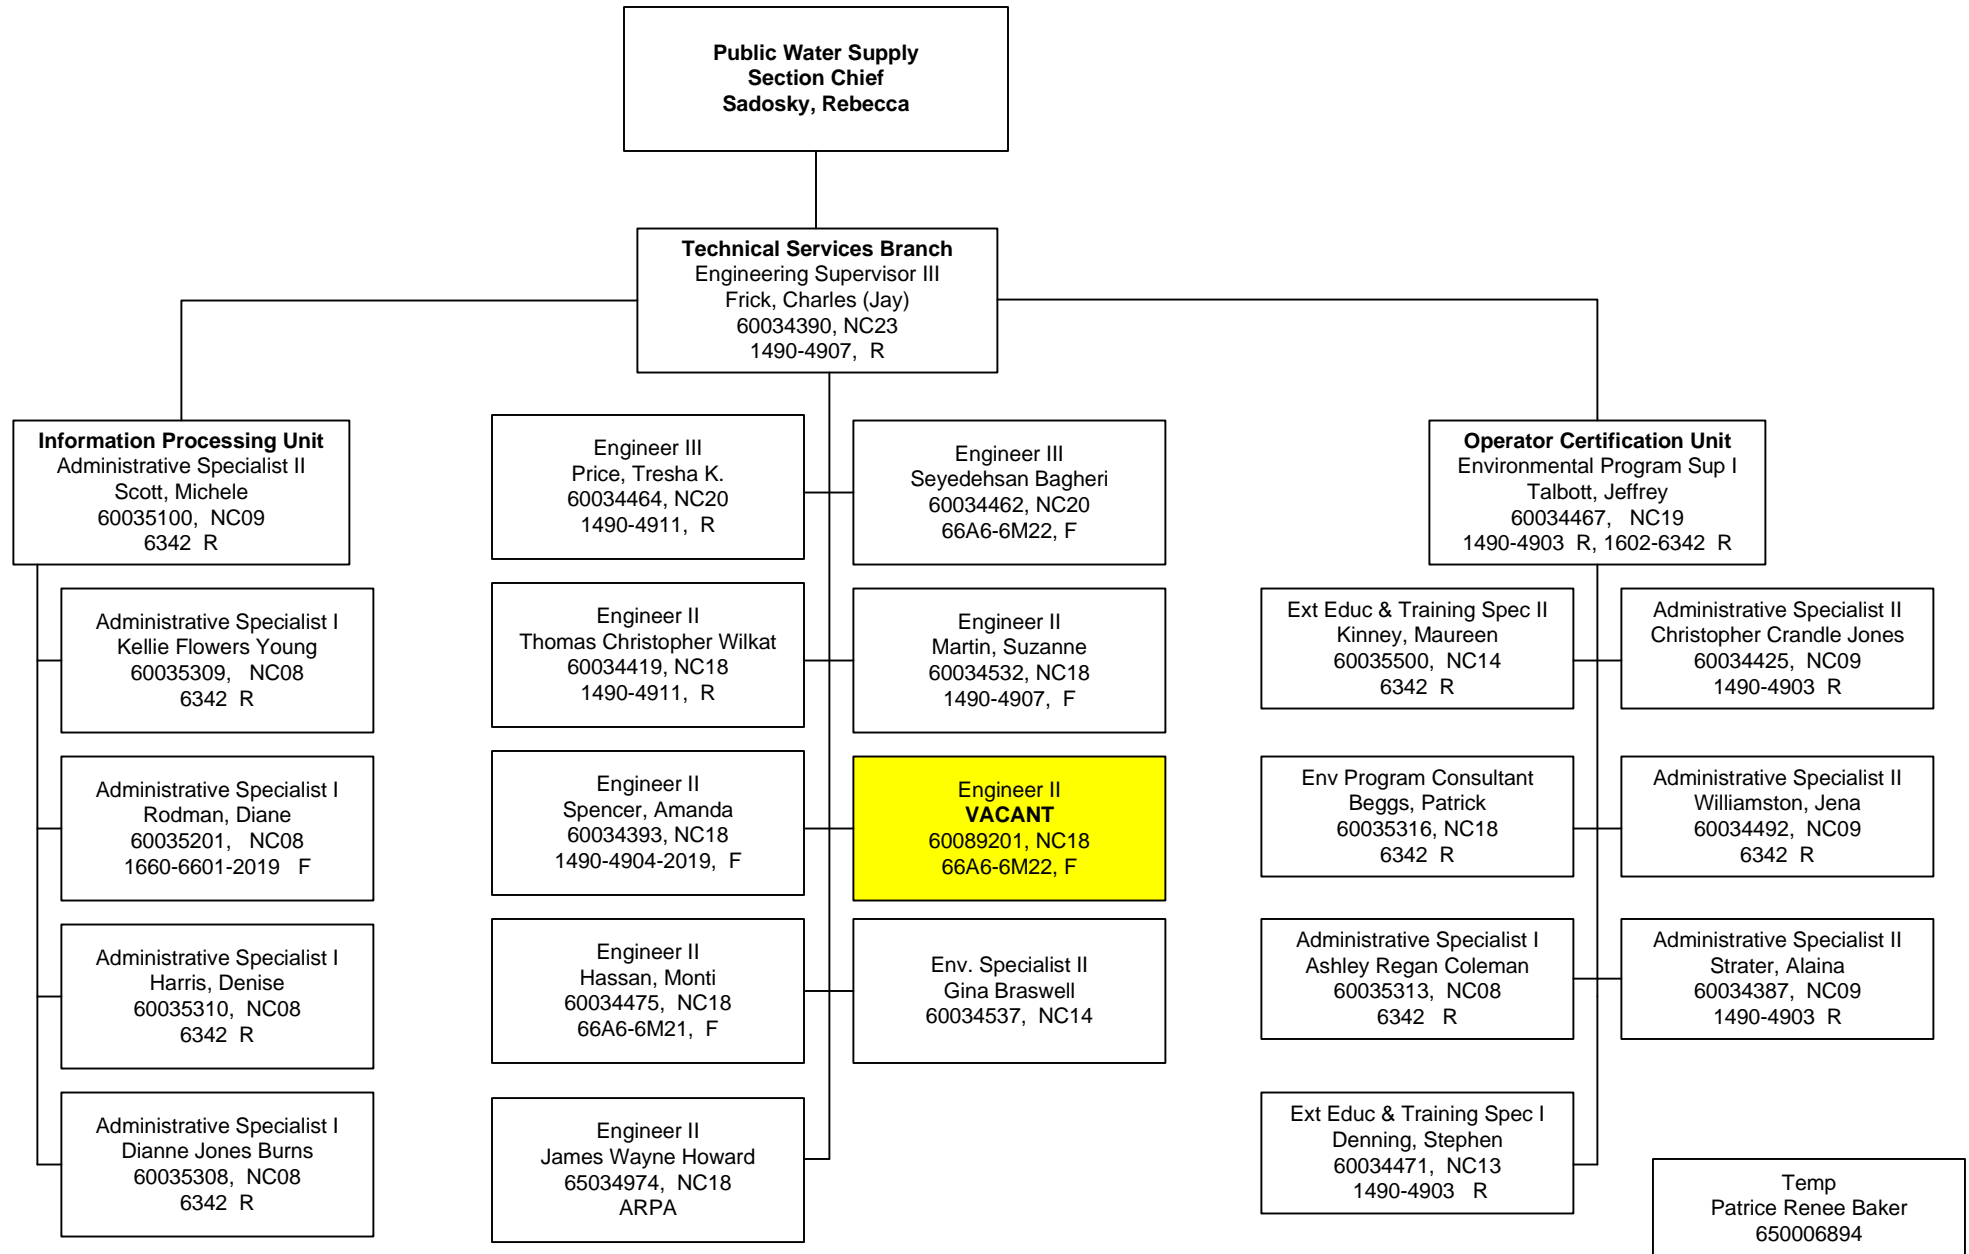 Public Water Supply
Section Chief
Sadosky, Rebecca
Technical Services Branch
Engineering Supervisor III
Frick, Charles (Jay)
60034390, NC23
1490-4907, R
Information Processing Unit
Administrative Specialist II
Scott, Michele
60035100, NC09
6342 R
Administrative Specialist I
Kellie Flowers Young
60035309, NC08
6342 R
Administrative Specialist I
Rodman, Diane
60035201, NC08
1660-6601-2019 F
Administrative Specialist I
Harris, Denise
60035310, NC08
6342 R
Administrative Specialist I
Dianne Jones Burns
60035308, NC08
6342 R
Engineer III
Price, Tresha K.
60034464, NC20
1490-4911, R
Engineer III
Seyedehsan Bagheri
60034462, NC20
66A6-6M22, F
Engineer II
Thomas Christopher Wilkat
60034419, NC18
1490-4911, R
Engineer II
Martin, Suzanne
60034532, NC18
1490-4907, F
Engineer II
Spencer, Amanda
60034393, NC18
1490-4904-2019, F
Engineer II
VACANT
60089201, NC18
66A6-6M22, F
Engineer II
Hassan, Monti
60034475, NC18
66A6-6M21, F
Env. Specialist II
Gina Braswell
60034537, NC14
Engineer II
James Wayne Howard
65034974, NC18
ARPA
Operator Certification Unit
Environmental Program Sup I
Talbott, Jeffrey
60034467, NC19
1490-4903 R, 1602-6342 R
Ext Educ & Training Spec II
Kinney, Maureen
60035500, NC14
6342 R
Administrative Specialist II
Christopher Crandle Jones
60034425, NC09
1490-4903 R
Env Program Consultant
Beggs, Patrick
60035316, NC18
6342 R
Administrative Specialist II
Williamston, Jena
60034492, NC09
6342 R
Administrative Specialist I
Ashley Regan Coleman
60035313, NC08
6342 R
Administrative Specialist II
Strater, Alaina
60034387, NC09
1490-4903 R
Ext Educ & Training Spec I
Denning, Stephen
60034471, NC13
1490-4903 R
Temp
Patrice Renee Baker
650006894